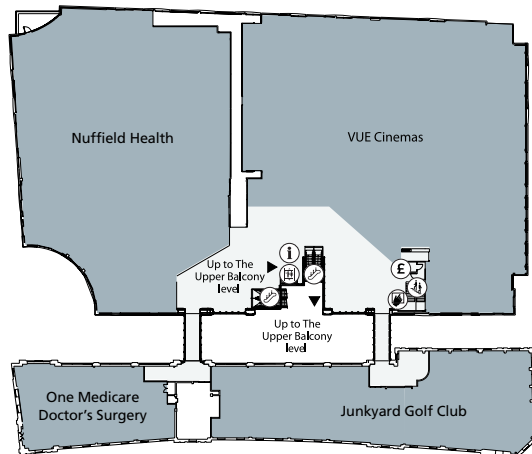 Nuffield Health
VUE Cinemas
i
Up to The
Upper Balcony
level
£
Up to The
Upper Balcony
level
One Medicare
Doctor's Surgery
Junkyard Golf Club